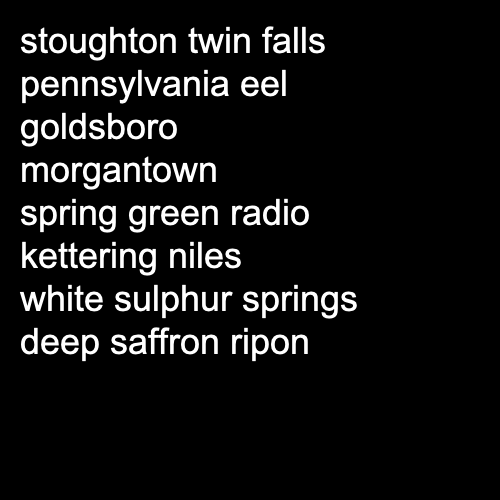 stoughton twin falls
pennsylvania eel
goldsboro
morgantown
spring green radio
kettering niles
white sulphur springs
deep saffron ripon